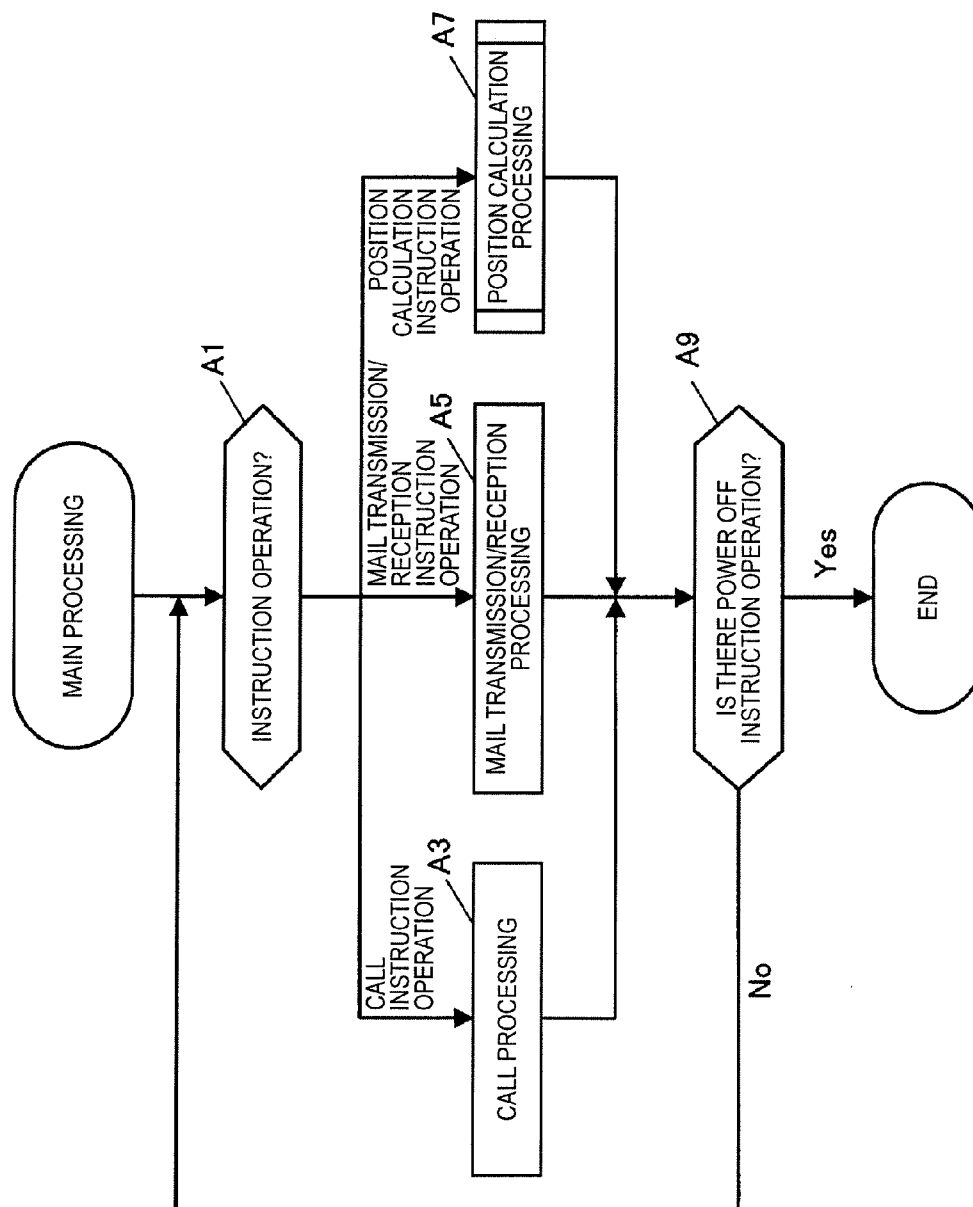 MAIN PROCESSING
A1
INSTRUCTION OPERATION?
CALL
INSTRUCTION
OPERATION
MAIL TRANSMISSION/
RECEPTION
INSTRUCTION
OPERATION
POSITION
CALCULATION
INSTRUCTION
OPERATION
A3
CALL PROCESSING
A5
MAIL TRANSMISSION/RECEPTION
PROCESSING
A7
POSITION CALCULATION
PROCESSING
A9
IS THERE POWER OFF
INSTRUCTION OPERATION?
No
Yes
END